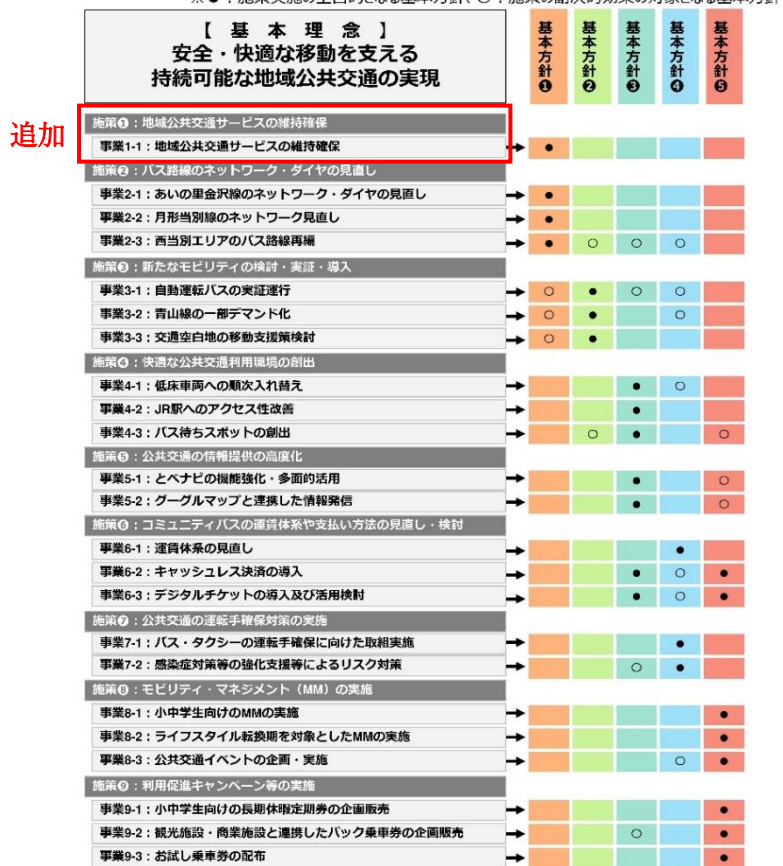 ※●：施策実施の主目的となる基本方針、○：施策の副次的効果の対象となる基本方針
【基本理念】
安全・快適な移動を支える
持続可能な地域公共交通の実現
基本方針❶
基本方針❷
基本方針❸
基本方針❹
基本方針❺
追加
施策❶：地域公共交通サービスの維持確保
事業1-1：地域公共交通サービスの維持確保 → ●
施策❷：バス路線のネットワーク・ダイヤの見直し
事業2-1：あいの里金沢線のネットワーク・ダイヤの見直し → ●
事業2-2：月形当別線のネットワーク見直し → ●
事業2-3：西当別エリアのバス路線再編 → ● ○ ○ ○
施策❸：新たなモビリティの検討・実証・導入
事業3-1：自動運転バスの実証運行 → ○ ● ○ ○
事業3-2：青山線の一部デマンド化 → ○ ● ○
事業3-3：交通空白地の移動支援策検討 → ○ ●
施策❹：快適な公共交通利用環境の創出
事業4-1：低床車両への順次入れ替え → ● ○
事業4-2：JR駅へのアクセス性改善 → ●
事業4-3：バス待ちスポットの創出 → ○ ● ○
施策❺：公共交通の情報提供の高度化
事業5-1：とべナビの機能強化・多面的活用 → ● ○
事業5-2：グーグルマップと連携した情報発信 → ● ○
施策❻：コミュニティバスの運賃体系や支払い方法の見直し・検討
事業6-1：運賃体系の見直し → ●
事業6-2：キャッシュレス決済の導入 → ● ○ ●
事業6-3：デジタルチケットの導入及び活用検討 → ● ○ ●
施策❼：公共交通の運転手確保対策の実施
事業7-1：バス・タクシーの運転手確保に向けた取組実施 → ●
事業7-2：感染症対策等の強化支援等によるリスク対策 → ○ ●
施策❽：モビリティ・マネジメント（MM）の実施
事業8-1：小中学生向けのMMの実施 → ●
事業8-2：ライフスタイル転換期を対象としたMMの実施 → ●
事業8-3：公共交通イベントの企画・実施 → ○ ●
施策❾：利用促進キャンペーン等の実施
事業9-1：小中学生向けの長期休暇定期券の企画販売 → ●
事業9-2：観光施設・商業施設と連携したパック乗車券の企画販売 → ○ ●
事業9-3：お試し乗車券の配布 → ●